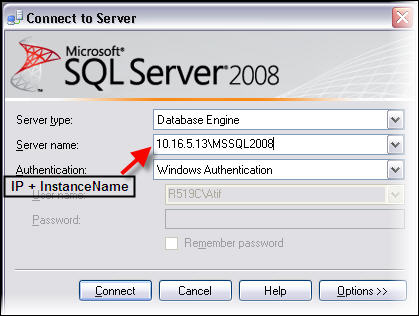 Connect to Server
Microsoft®
SQL Server 2008
Server type: Database Engine
Server name: 10.16.5.13\MSSQL2008
Authentication: Windows Authentication
IP + InstanceName
User name: R519C\Atif
Password:
Remember password
Connect Cancel Help Options >>